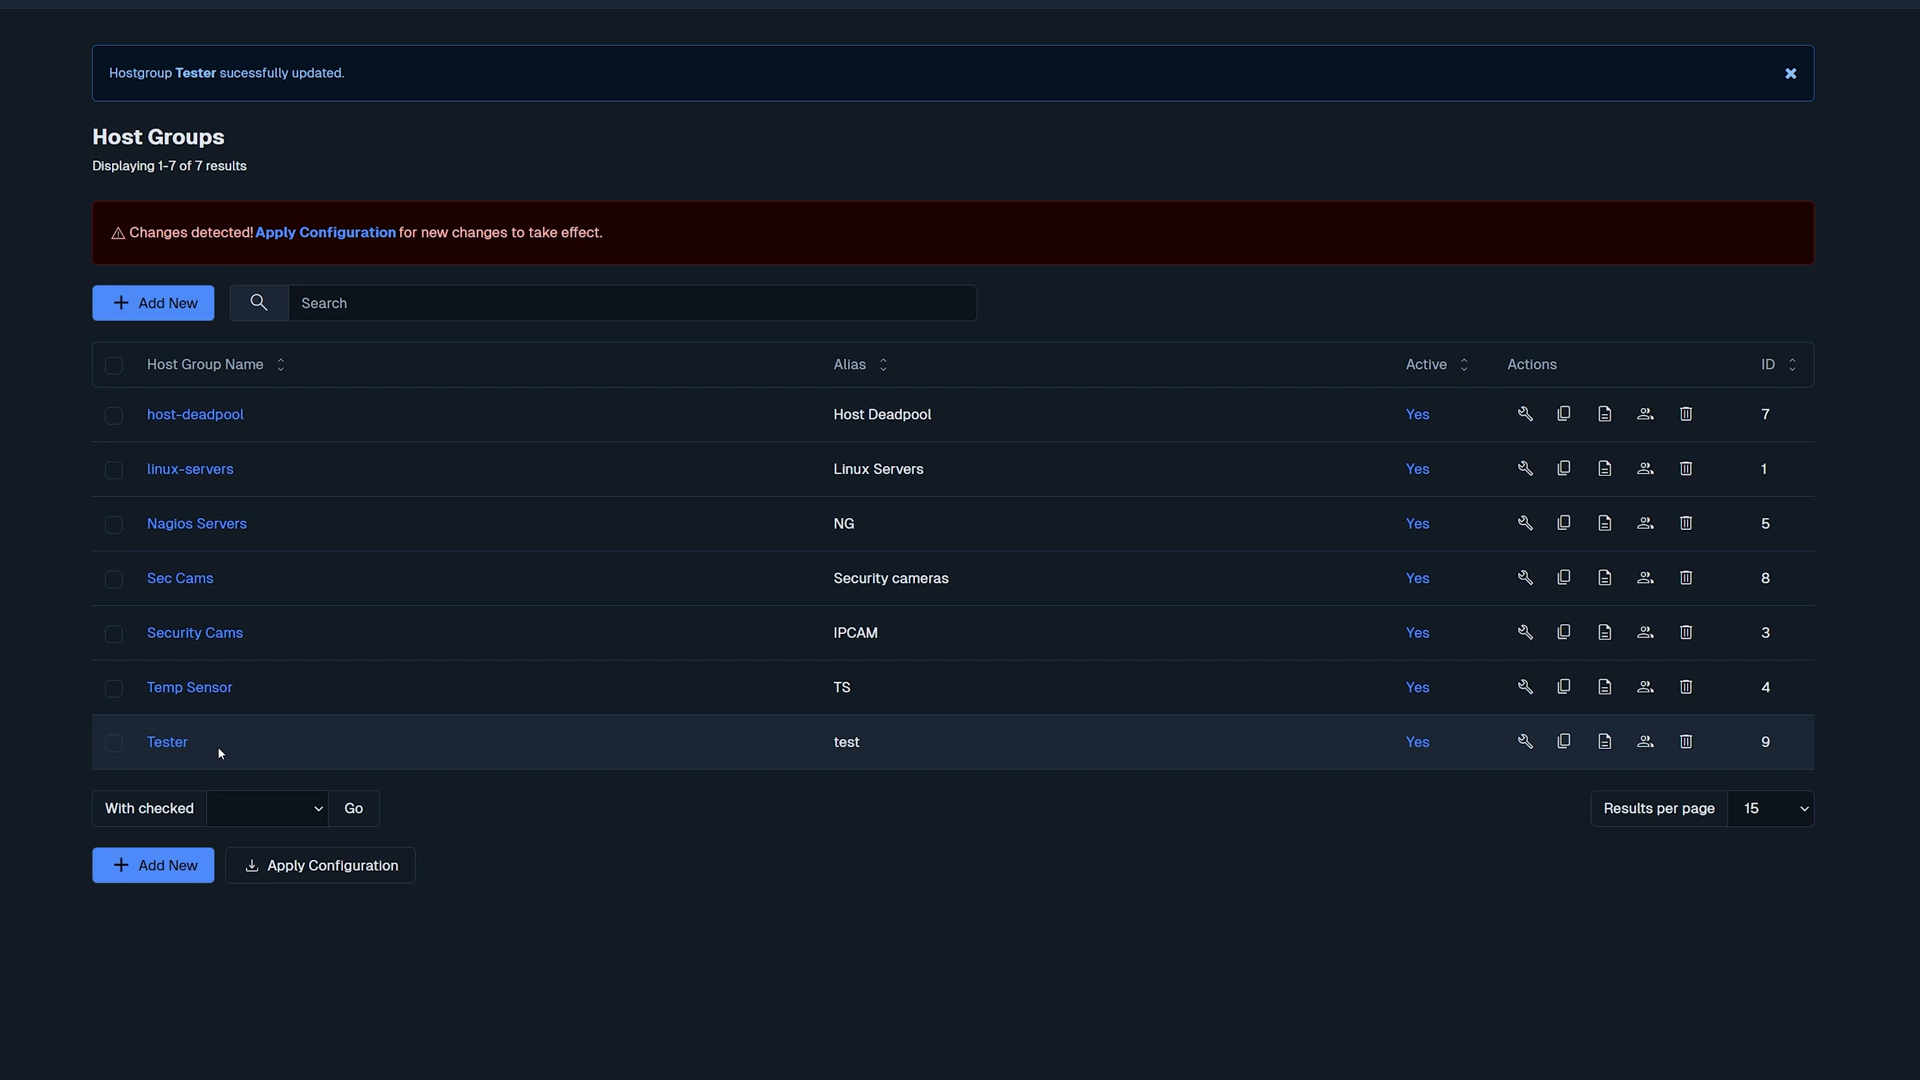 Hostgroup Tester sucessfully updated.
Host Groups
Displaying 1-7 of 7 results
Changes detected! Apply Configuration for new changes to take effect.
Add New
Search
Host Group Name Alias Active Actions ID
host-deadpool Host Deadpool Yes 7
linux-servers Linux Servers Yes 1
Nagios Servers NG Yes 5
Sec Cams Security cameras Yes 8
Security Cams IPCAM Yes 3
Temp Sensor TS Yes 4
Tester test Yes 9
With checked Go Results per page 15
Add New Apply Configuration